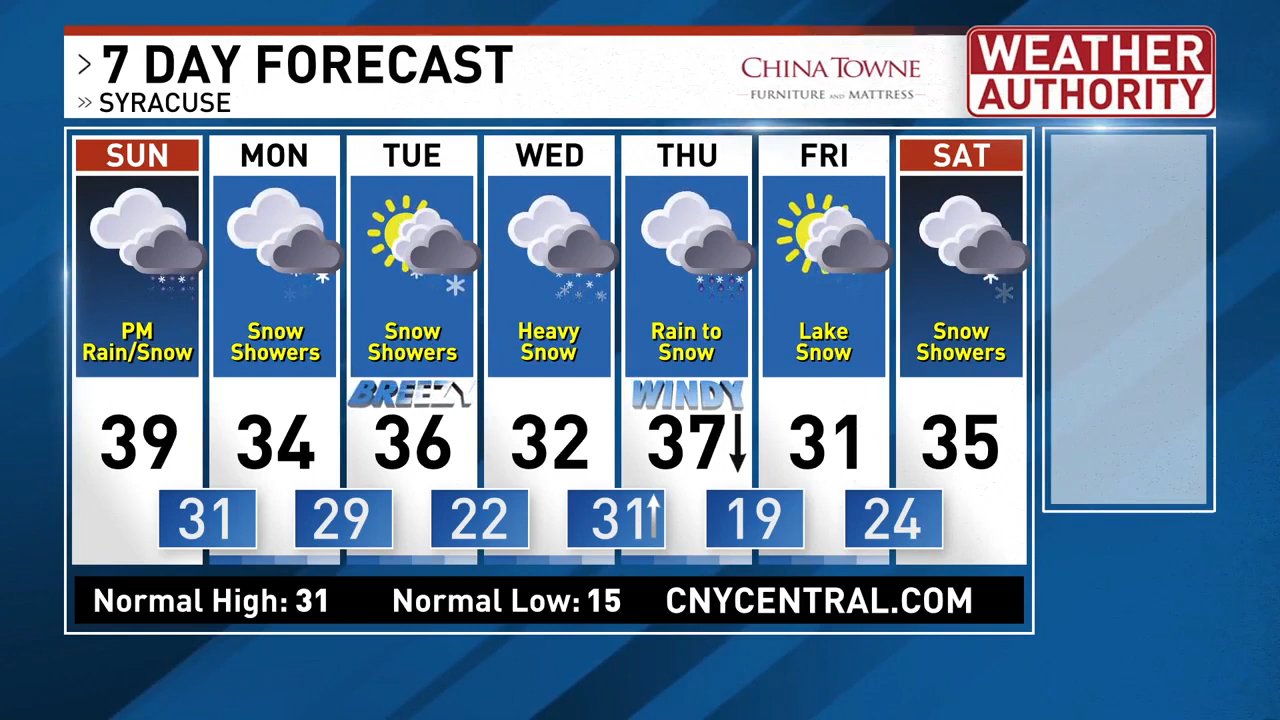 > 7 DAY FORECAST
» SYRACUSE
CHINA TOWNE
FURNITURE AND MATTRESS
WEATHER
AUTHORITY
SUN
PM
Rain/Snow
39
MON
Snow
Showers
34
TUE
Snow
Showers
BREEZY
36
WED
Heavy
Snow
32
THU
Rain to
Snow
WINDY
37↓
FRI
Lake
Snow
31
SAT
Snow
Showers
35
31
29
22
31↑
19
24
Normal High: 31
Normal Low: 15
CNYCENTRAL.COM